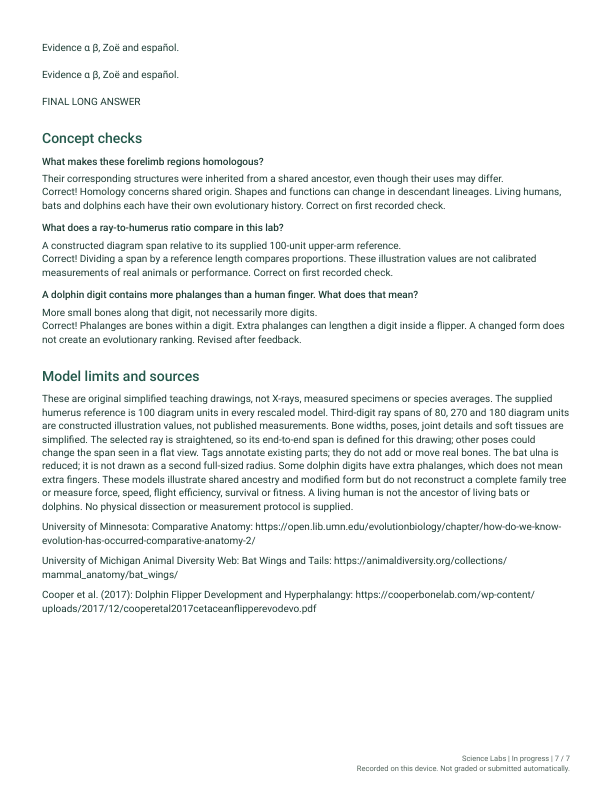 Evidence α β, Zoë and español.
Evidence α β, Zoë and español.
FINAL LONG ANSWER
Concept checks
What makes these forelimb regions homologous?
Their corresponding structures were inherited from a shared ancestor, even though their uses may differ.
Correct! Homology concerns shared origin. Shapes and functions can change in descendant lineages. Living humans,
bats and dolphins each have their own evolutionary history. Correct on first recorded check.
What does a ray-to-humerus ratio compare in this lab?
A constructed diagram span relative to its supplied 100-unit upper-arm reference.
Correct! Dividing a span by a reference length compares proportions. These illustration values are not calibrated
measurements of real animals or performance. Correct on first recorded check.
A dolphin digit contains more phalanges than a human finger. What does that mean?
More small bones along that digit, not necessarily more digits.
Correct! Phalanges are bones within a digit. Extra phalanges can lengthen a digit inside a flipper. A changed form does
not create an evolutionary ranking. Revised after feedback.
Model limits and sources
These are original simplified teaching drawings, not X-rays, measured specimens or species averages. The supplied
humerus reference is 100 diagram units in every rescaled model. Third-digit ray spans of 80, 270 and 180 diagram units
are constructed illustration values, not published measurements. Bone widths, poses, joint details and soft tissues are
simplified. The selected ray is straightened, so its end-to-end span is defined for this drawing; other poses could
change the span seen in a flat view. Tags annotate existing parts; they do not add or move real bones. The bat ulna is
reduced; it is not drawn as a second full-sized radius. Some dolphin digits have extra phalanges, which does not mean
extra fingers. These models illustrate shared ancestry and modified form but do not reconstruct a complete family tree
or measure force, speed, flight efficiency, survival or fitness. A living human is not the ancestor of living bats or
dolphins. No physical dissection or measurement protocol is supplied.
University of Minnesota: Comparative Anatomy: https://open.lib.umn.edu/evolutionbiology/chapter/how-do-we-know-
evolution-has-occurred-comparative-anatomy-2/
University of Michigan Animal Diversity Web: Bat Wings and Tails: https://animaldiversity.org/collections/
mammal_anatomy/bat_wings/
Cooper et al. (2017): Dolphin Flipper Development and Hyperphalangy: https://cooperbonelab.com/wp-content/
uploads/2017/12/cooperetal2017cetaceanflipperevodevo.pdf
Science Labs | In progress | 7 / 7
Recorded on this device. Not graded or submitted automatically.